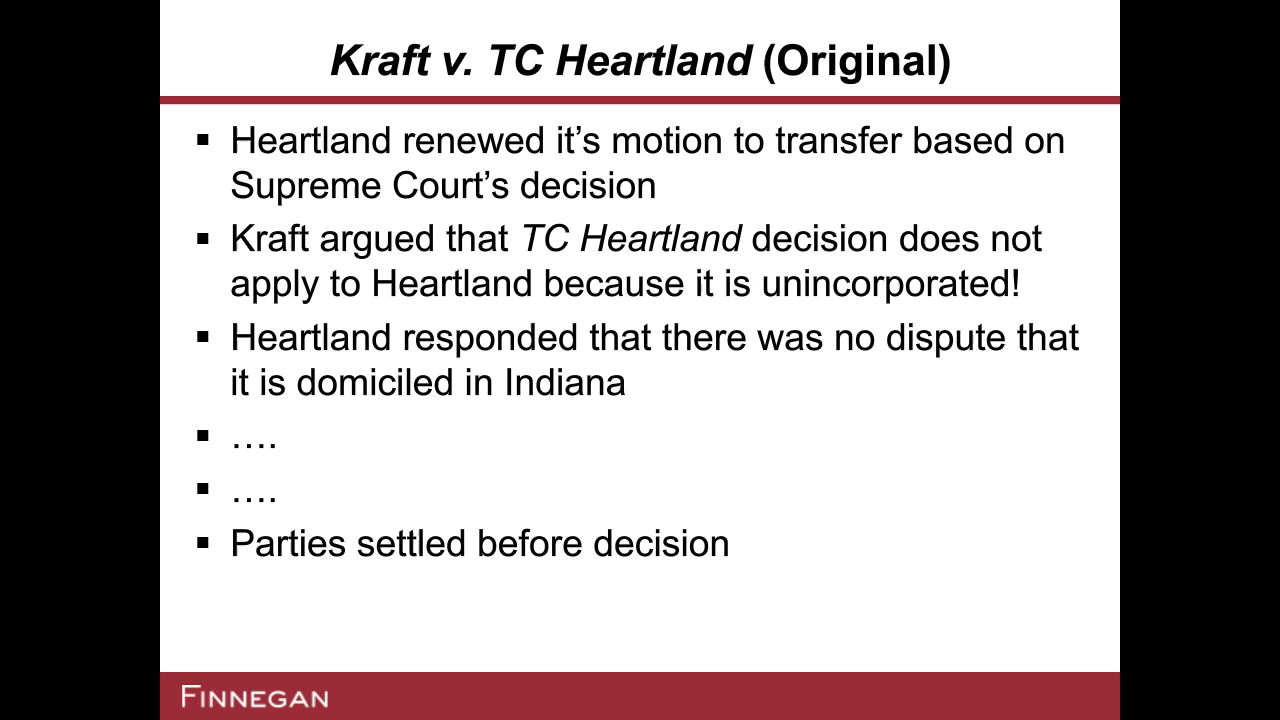 Kraft v. TC Heartland (Original)
▪ Heartland renewed it’s motion to transfer based on
Supreme Court’s decision
▪ Kraft argued that TC Heartland decision does not
apply to Heartland because it is unincorporated!
▪ Heartland responded that there was no dispute that
it is domiciled in Indiana
▪ ….
▪ ….
▪ Parties settled before decision
FINNEGAN